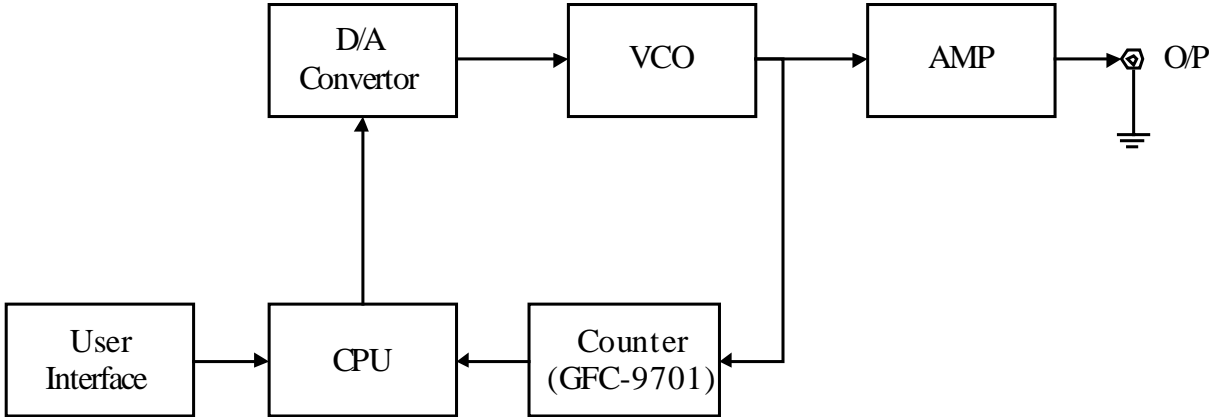 D/A
Convertor
VCO
AMP
O/P
User
Interface
CPU
Counter
(GFC-9701)